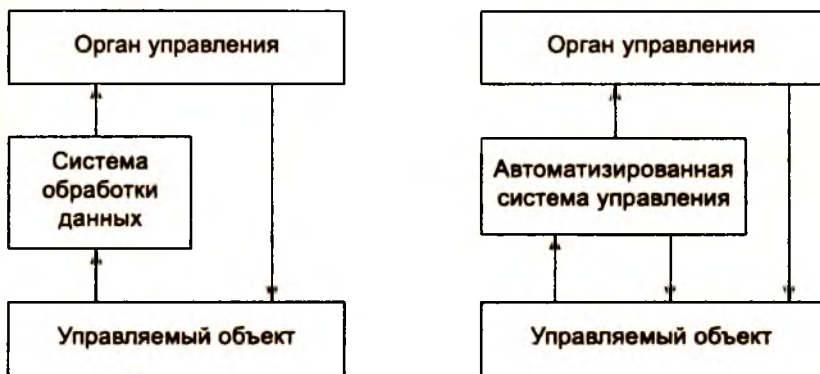 Орган управления
Система
обработки
данных
Управляемый объект
Орган управления
Автоматизированная
система управления
Управляемый объект